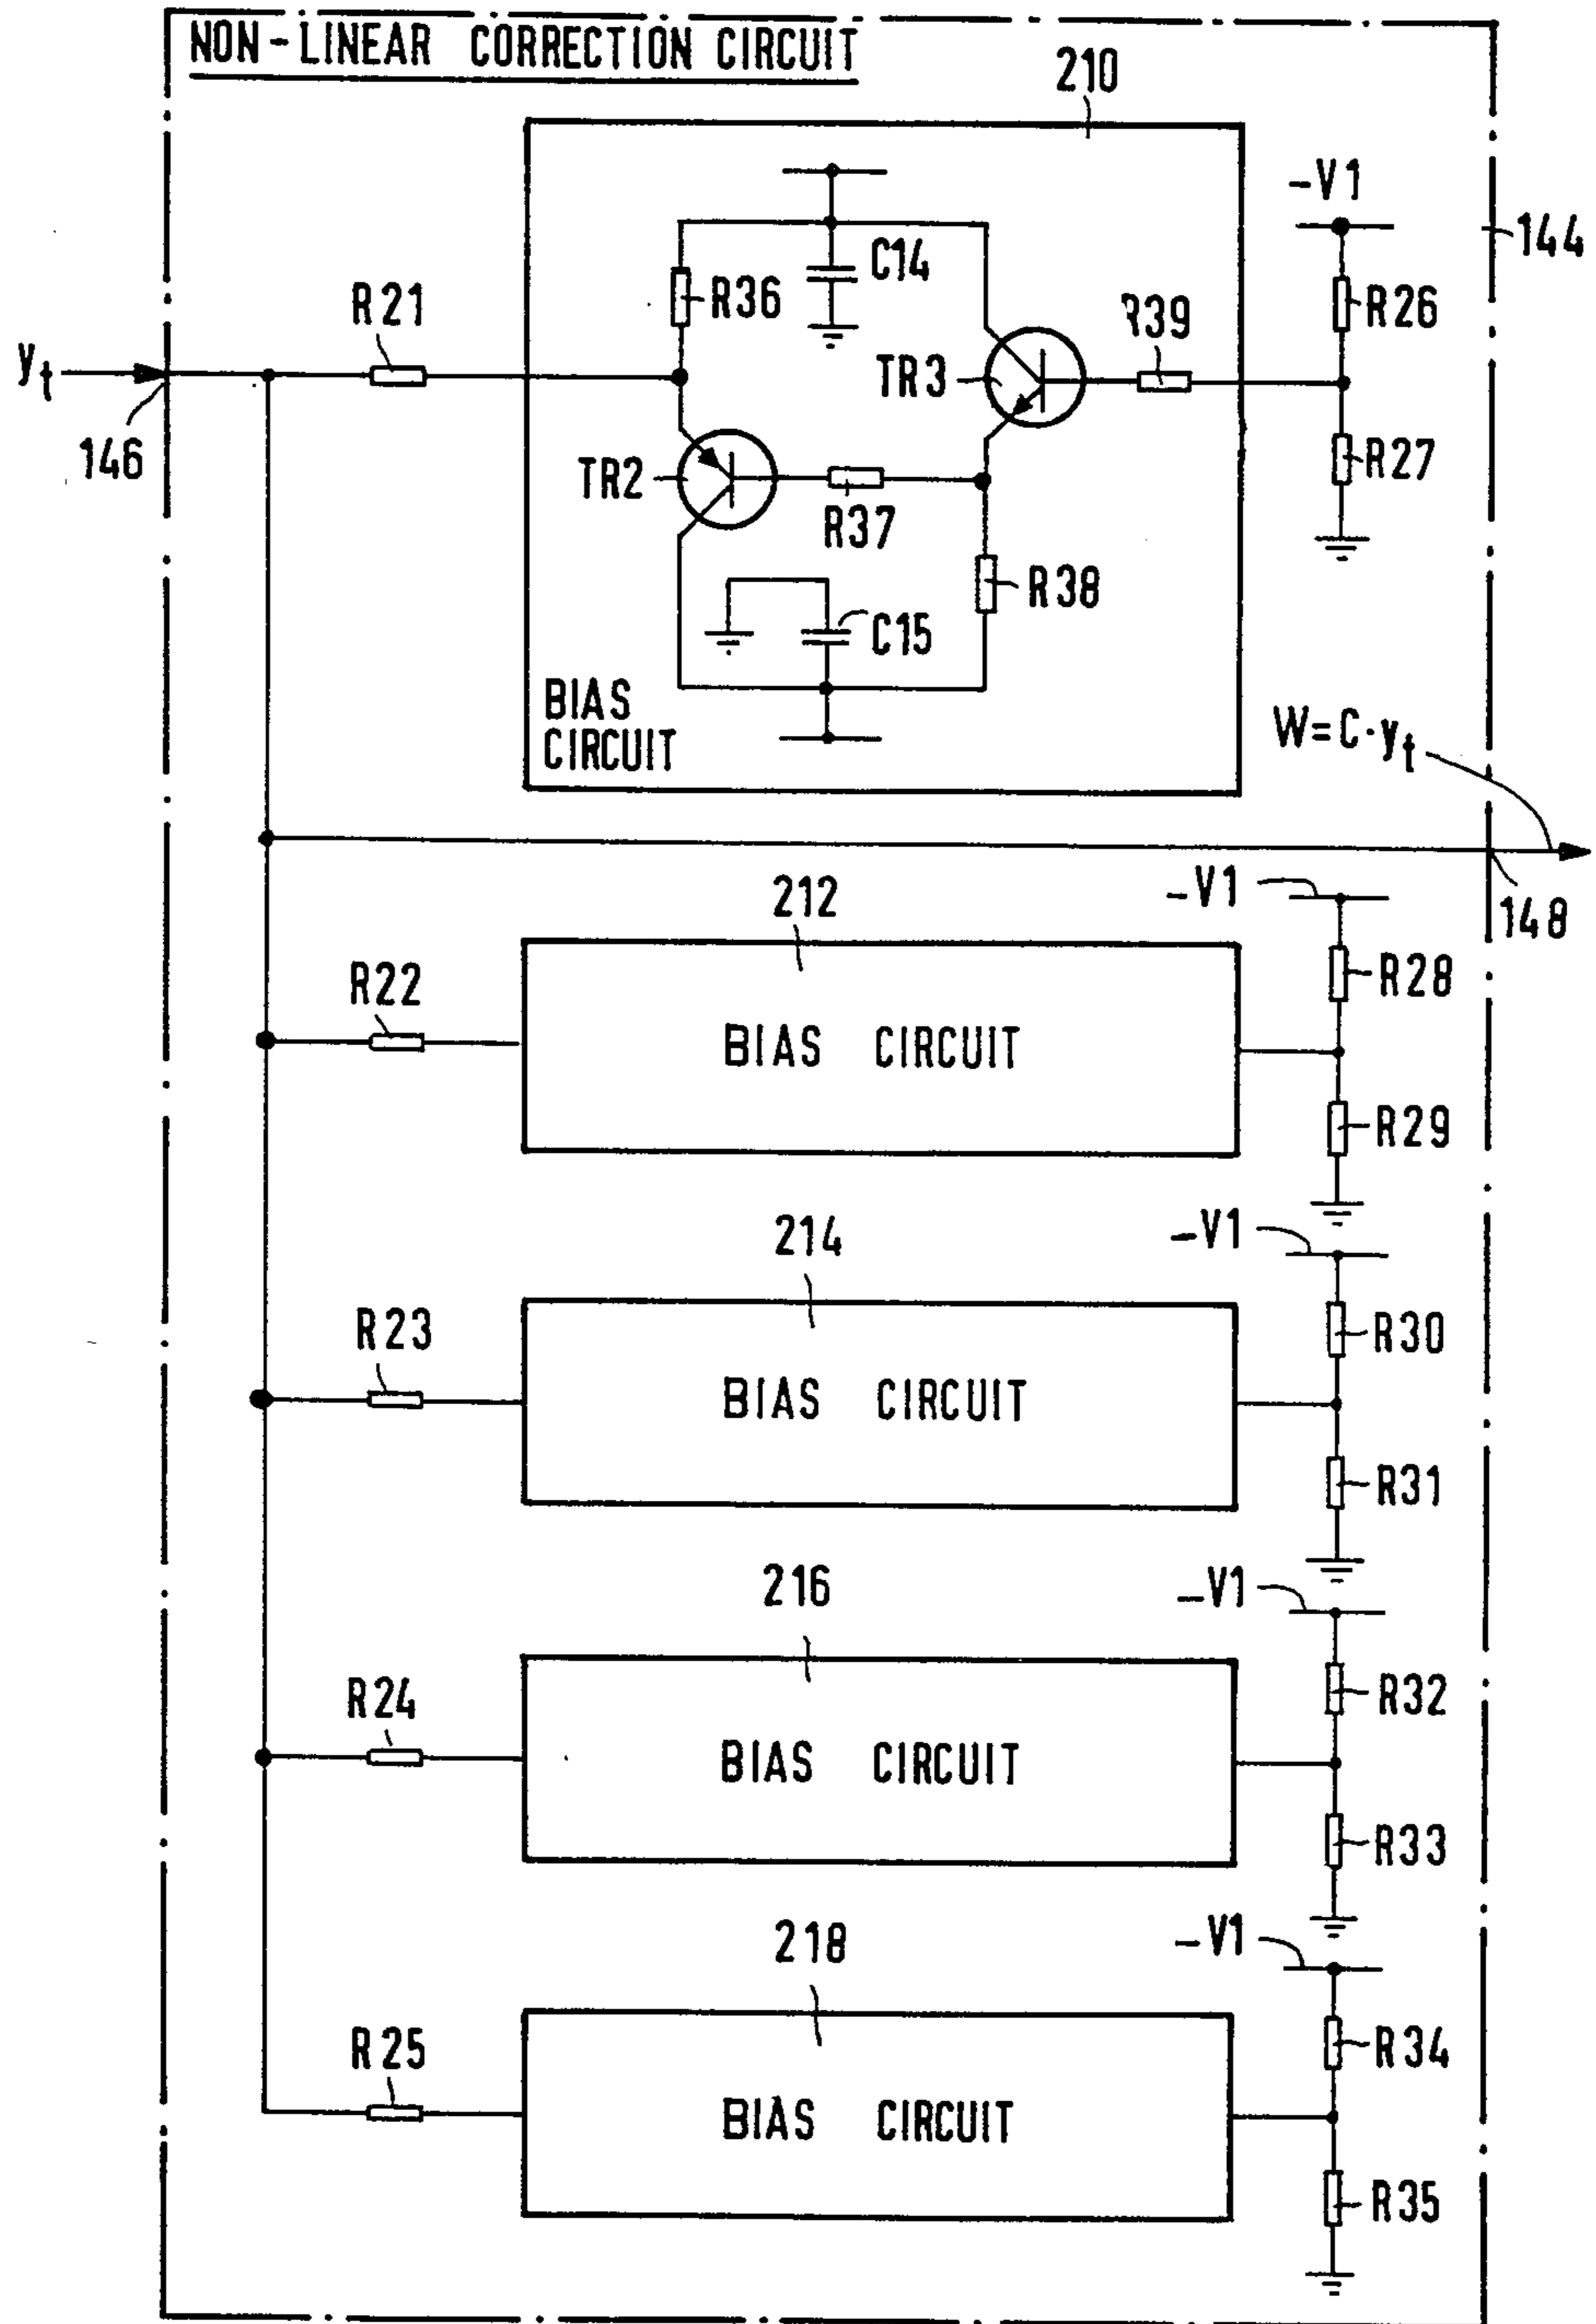 NON-LINEAR CORRECTION CIRCUIT
210
-V1
144
C14
R36
R26
R21
R39
yt
TR3
146
TR2
R27
R37
R38
C15
BIAS
CIRCUIT
W=C·yt
-V1
148
212
R28
R22
BIAS CIRCUIT
R29
214
-V1
R23
R30
BIAS CIRCUIT
R31
216
-V1
R24
R32
BIAS CIRCUIT
R33
218
-V1
R25
R34
BIAS CIRCUIT
R35